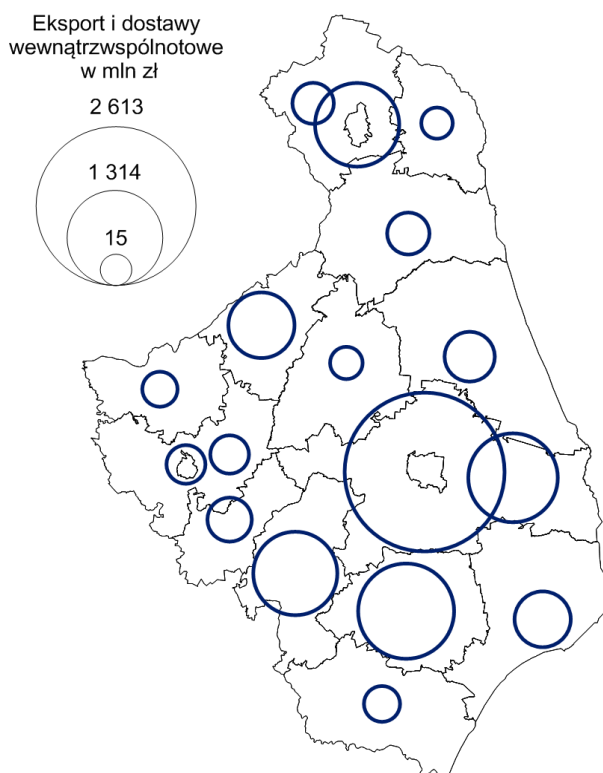 Eksport i dostawy
wewnątrzwspólnotowe
w mln zł
2 613
1 314
15